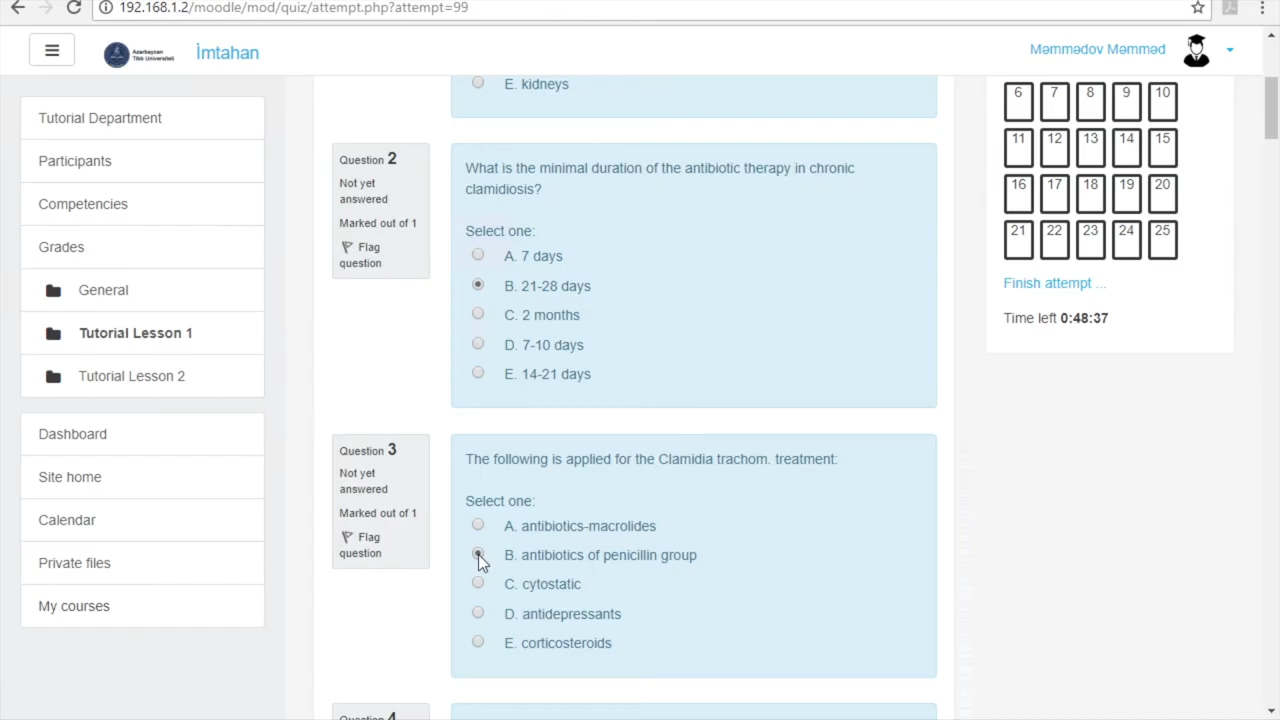 192.168.1.2/moodle/mod/quiz/attempt.php?attempt=99
Azərbaycan
Tibb Universiteti
İmtahan
Məmmədov Məmməd
Tutorial Department
Participants
Competencies
Grades
General
Tutorial Lesson 1
Tutorial Lesson 2
Dashboard
Site home
Calendar
Private files
My courses
E. kidneys
Question 2
Not yet
answered
Marked out of 1
Flag
question
What is the minimal duration of the antibiotic therapy in chronic
clamidiosis?
Select one:
A. 7 days
B. 21-28 days
C. 2 months
D. 7-10 days
E. 14-21 days
Question 3
Not yet
answered
Marked out of 1
Flag
question
The following is applied for the Clamidia trachom. treatment:
Select one:
A. antibiotics-macrolides
B. antibiotics of penicillin group
C. cytostatic
D. antidepressants
E. corticosteroids
Question 4
6 7 8 9 10
11 12 13 14 15
16 17 18 19 20
21 22 23 24 25
Finish attempt ...
Time left 0:48:37